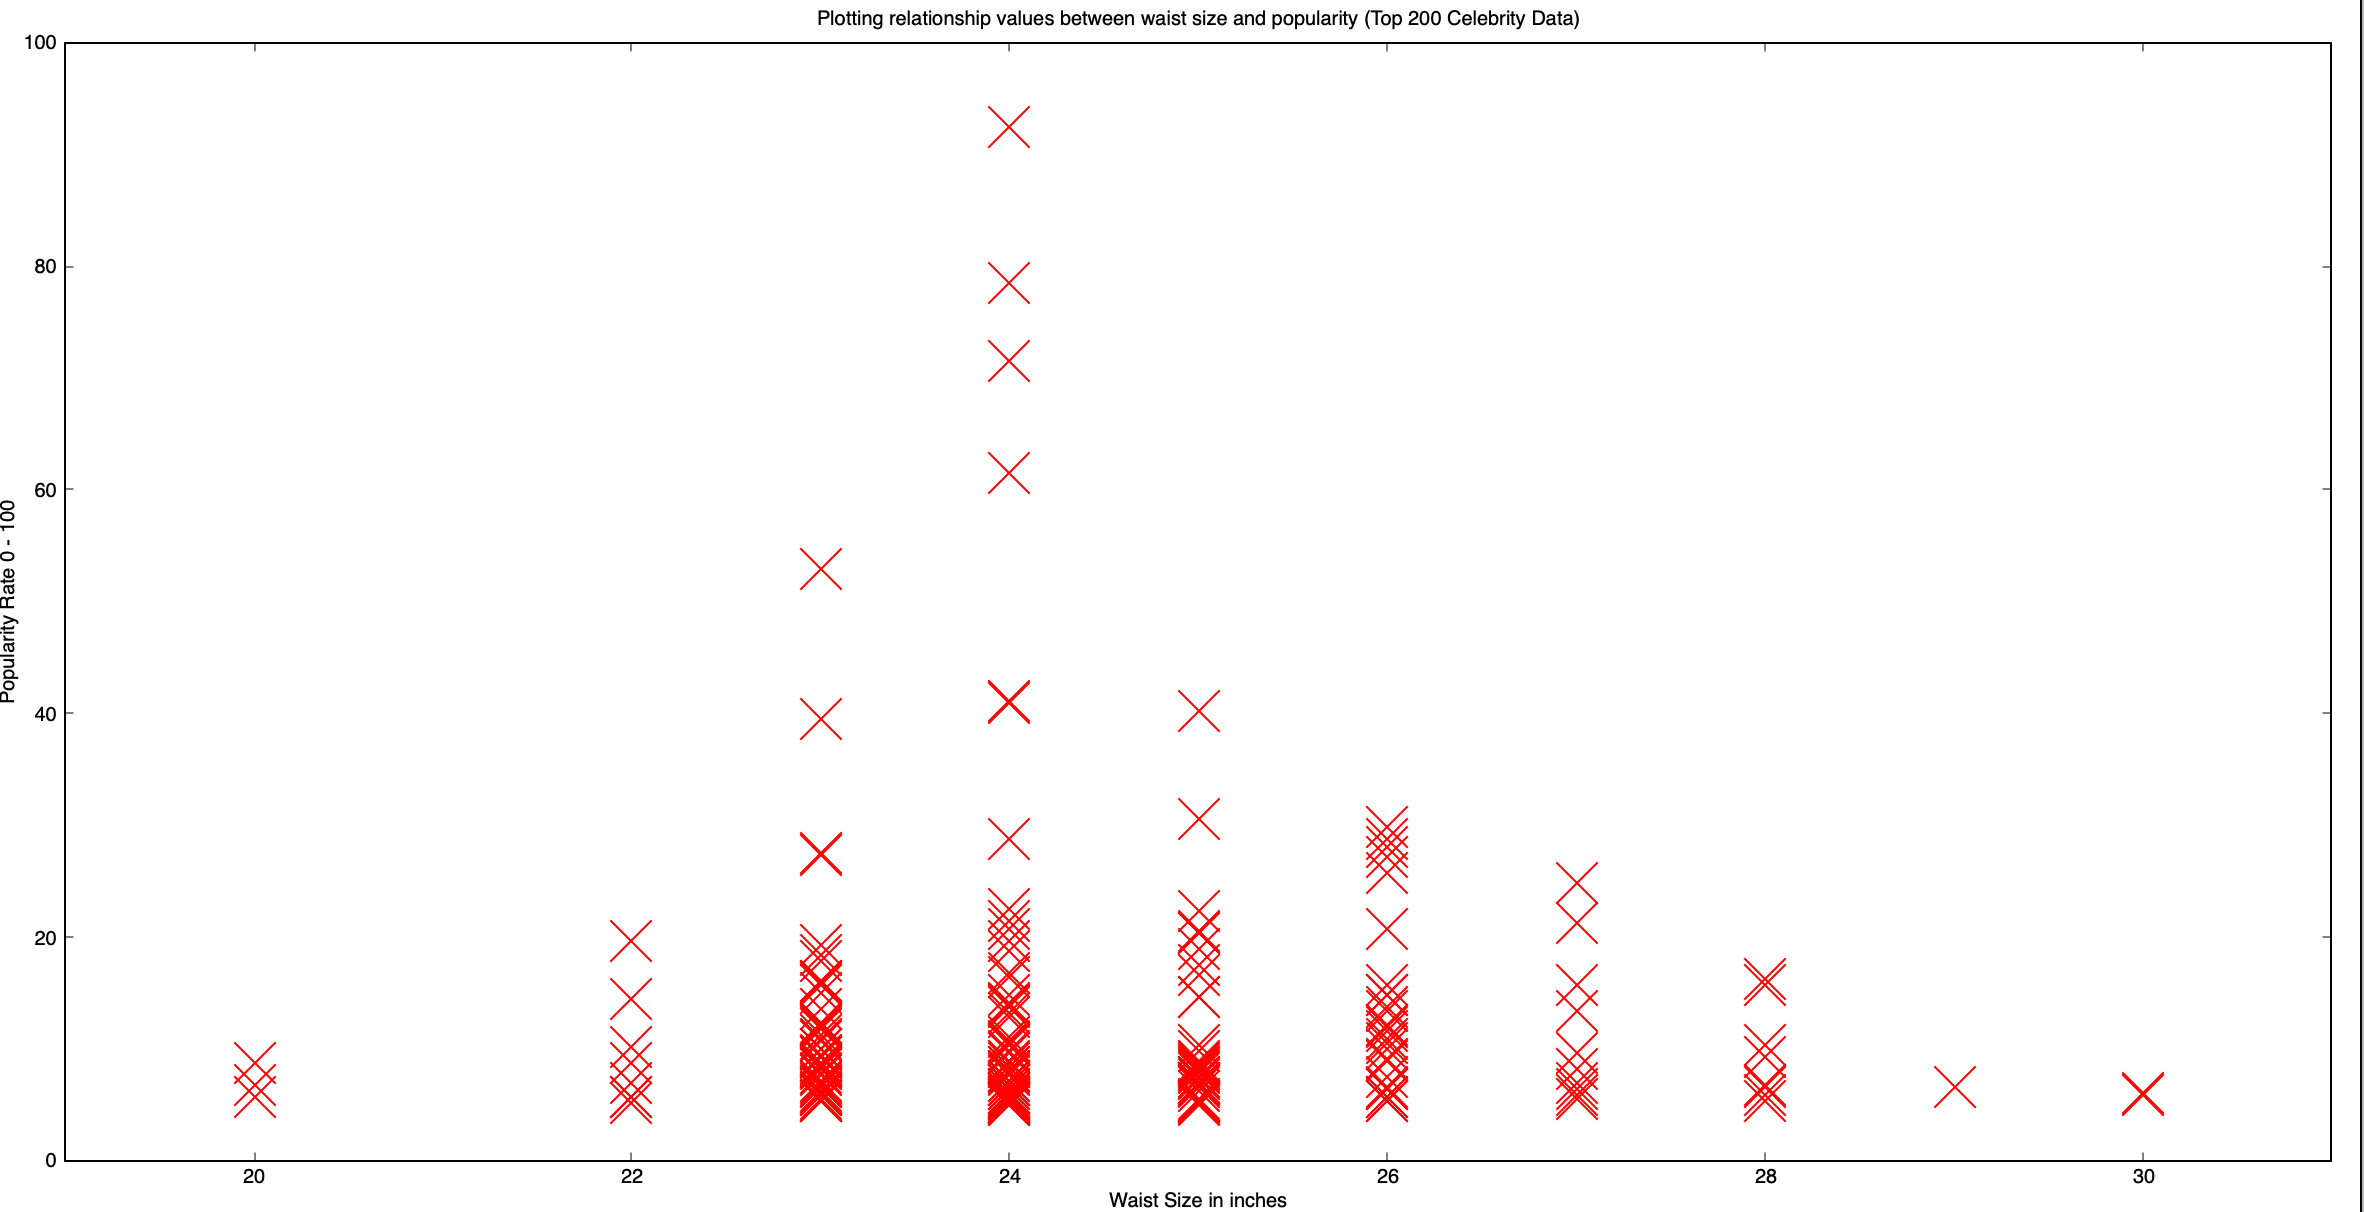 Plotting relationship values between waist size and popularity (Top 200 Celebrity Data)
100
80
60
40
20
0
Popularity Rate 0 - 100
20 22 24 26 28 30
Waist Size in inches